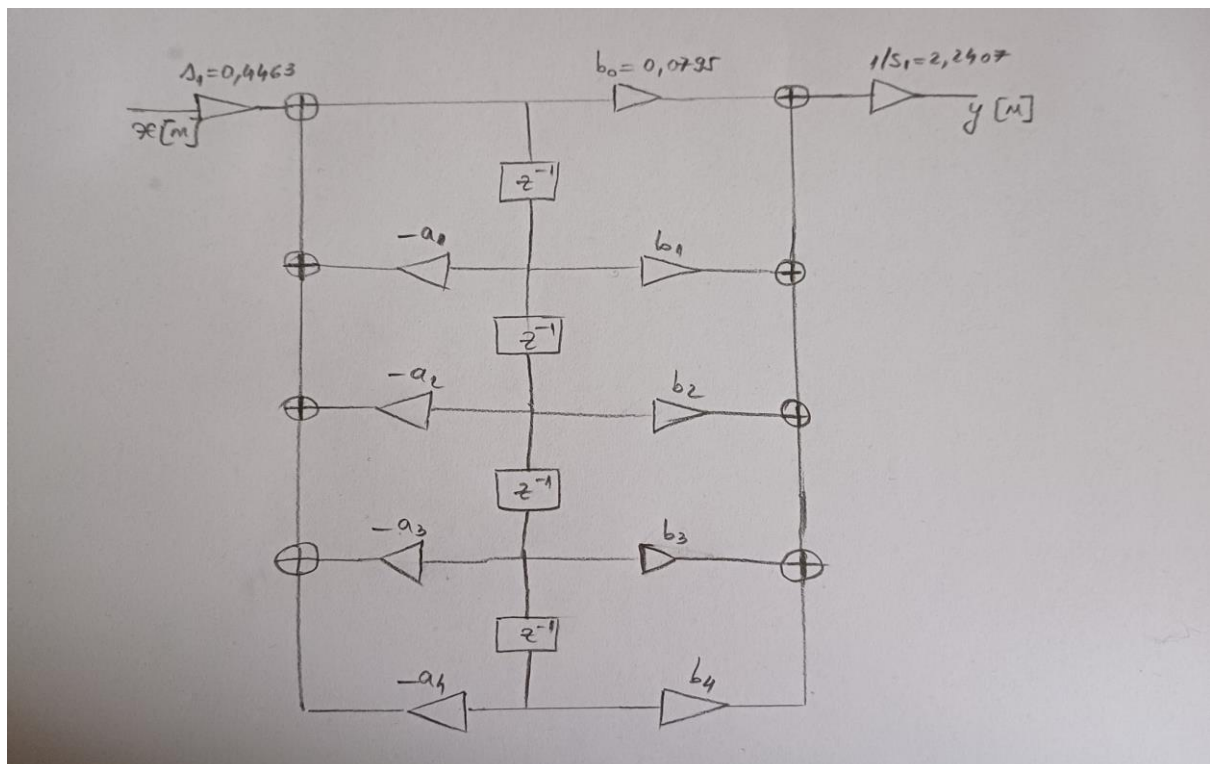 s₁=0,4463 b₀=0,0795 1/s₁=2,2407
x[n] y[n]
z⁻¹
-a₁ b₁
z⁻¹
-a₂ b₂
z⁻¹
-a₃ b₃
z⁻¹
-a₄ b₄